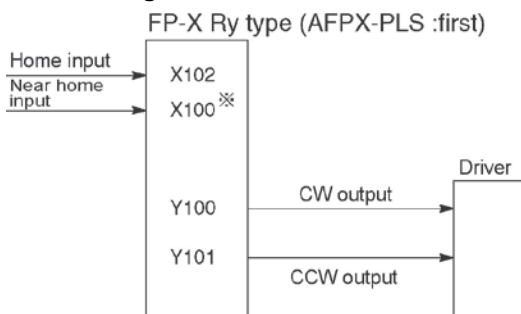 FP-X Ry type (AFPX-PLS :first)
Home input
X102
Near home
input
X100※
Driver
Y100
CW output
Y101
CCW output